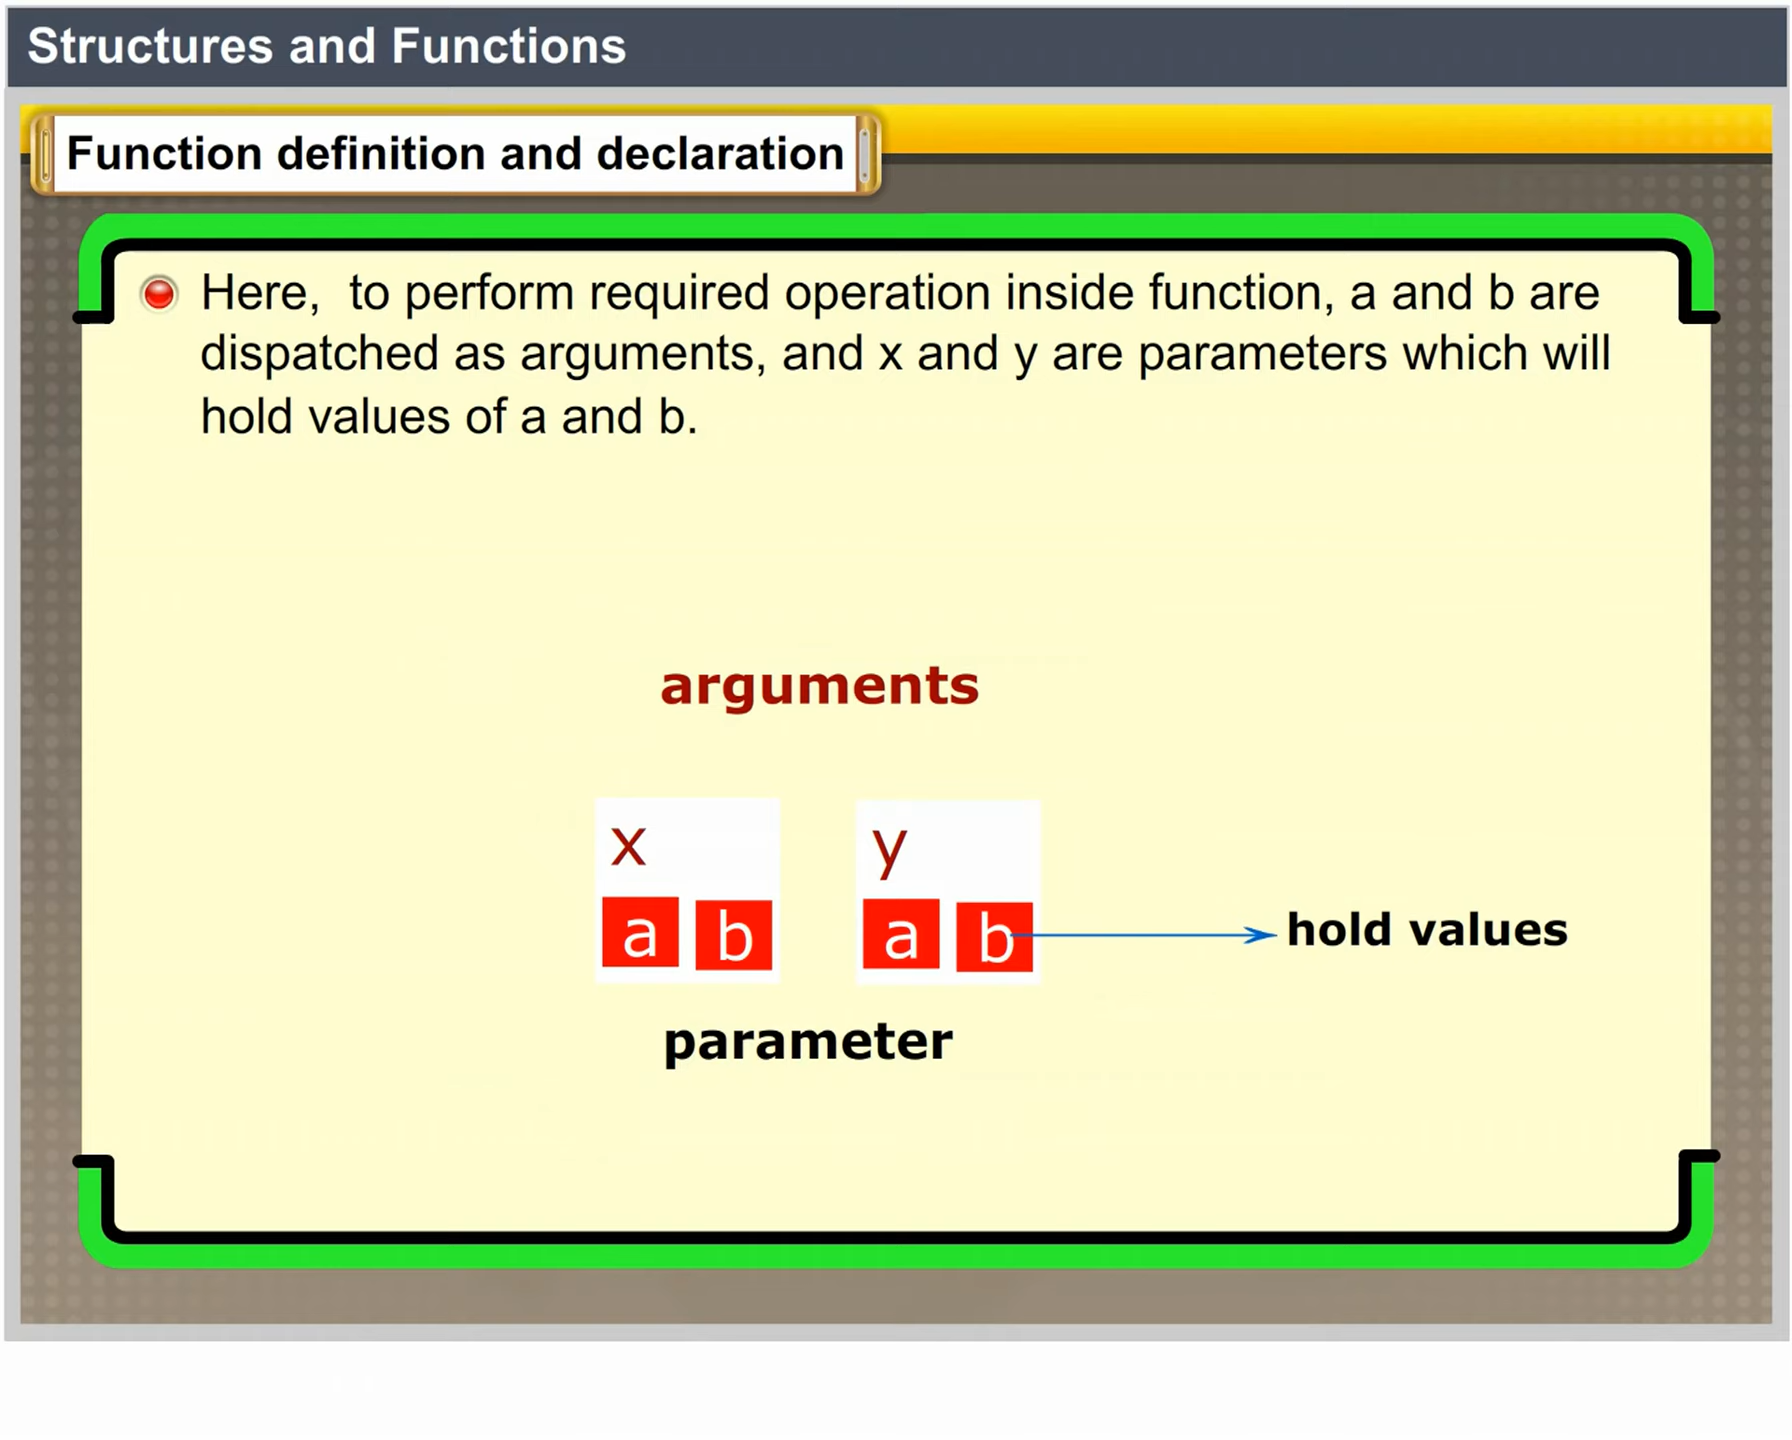 Structures and Functions
Function definition and declaration
Here,  to perform required operation inside function, a and b are
dispatched as arguments, and x and y are parameters which will
hold values of a and b.
arguments
x y
a b a b hold values
parameter